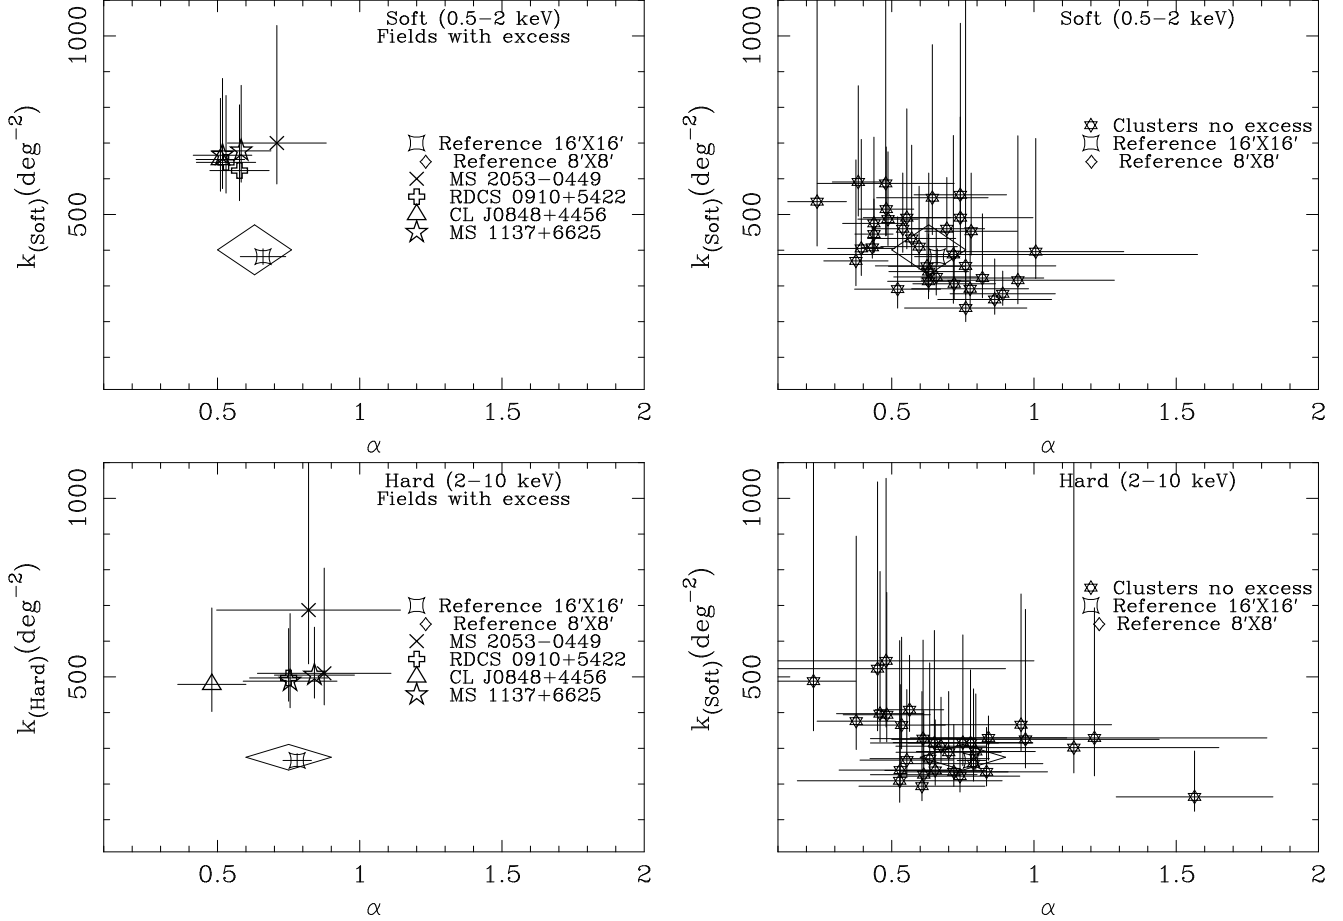 Soft (0.5−2 keV)
Fields with excess
1000
500
k(Soft)(deg−2)
Reference 16'X16'
Reference 8'X8'
MS 2053−0449
RDCS 0910+5422
CL J0848+4456
MS 1137+6625
0.5 1 1.5 2
α
Soft (0.5−2 keV)
1000
500
k(Soft)(deg−2)
Clusters no excess
Reference 16'X16'
Reference 8'X8'
0.5 1 1.5 2
α
Hard (2−10 keV)
Fields with excess
1000
500
k(Hard)(deg−2)
Reference 16'X16'
Reference 8'X8'
MS 2053−0449
RDCS 0910+5422
CL J0848+4456
MS 1137+6625
0.5 1 1.5 2
α
Hard (2−10 keV)
1000
500
k(Soft)(deg−2)
Clusters no excess
Reference 16'X16'
Reference 8'X8'
0.5 1 1.5 2
α